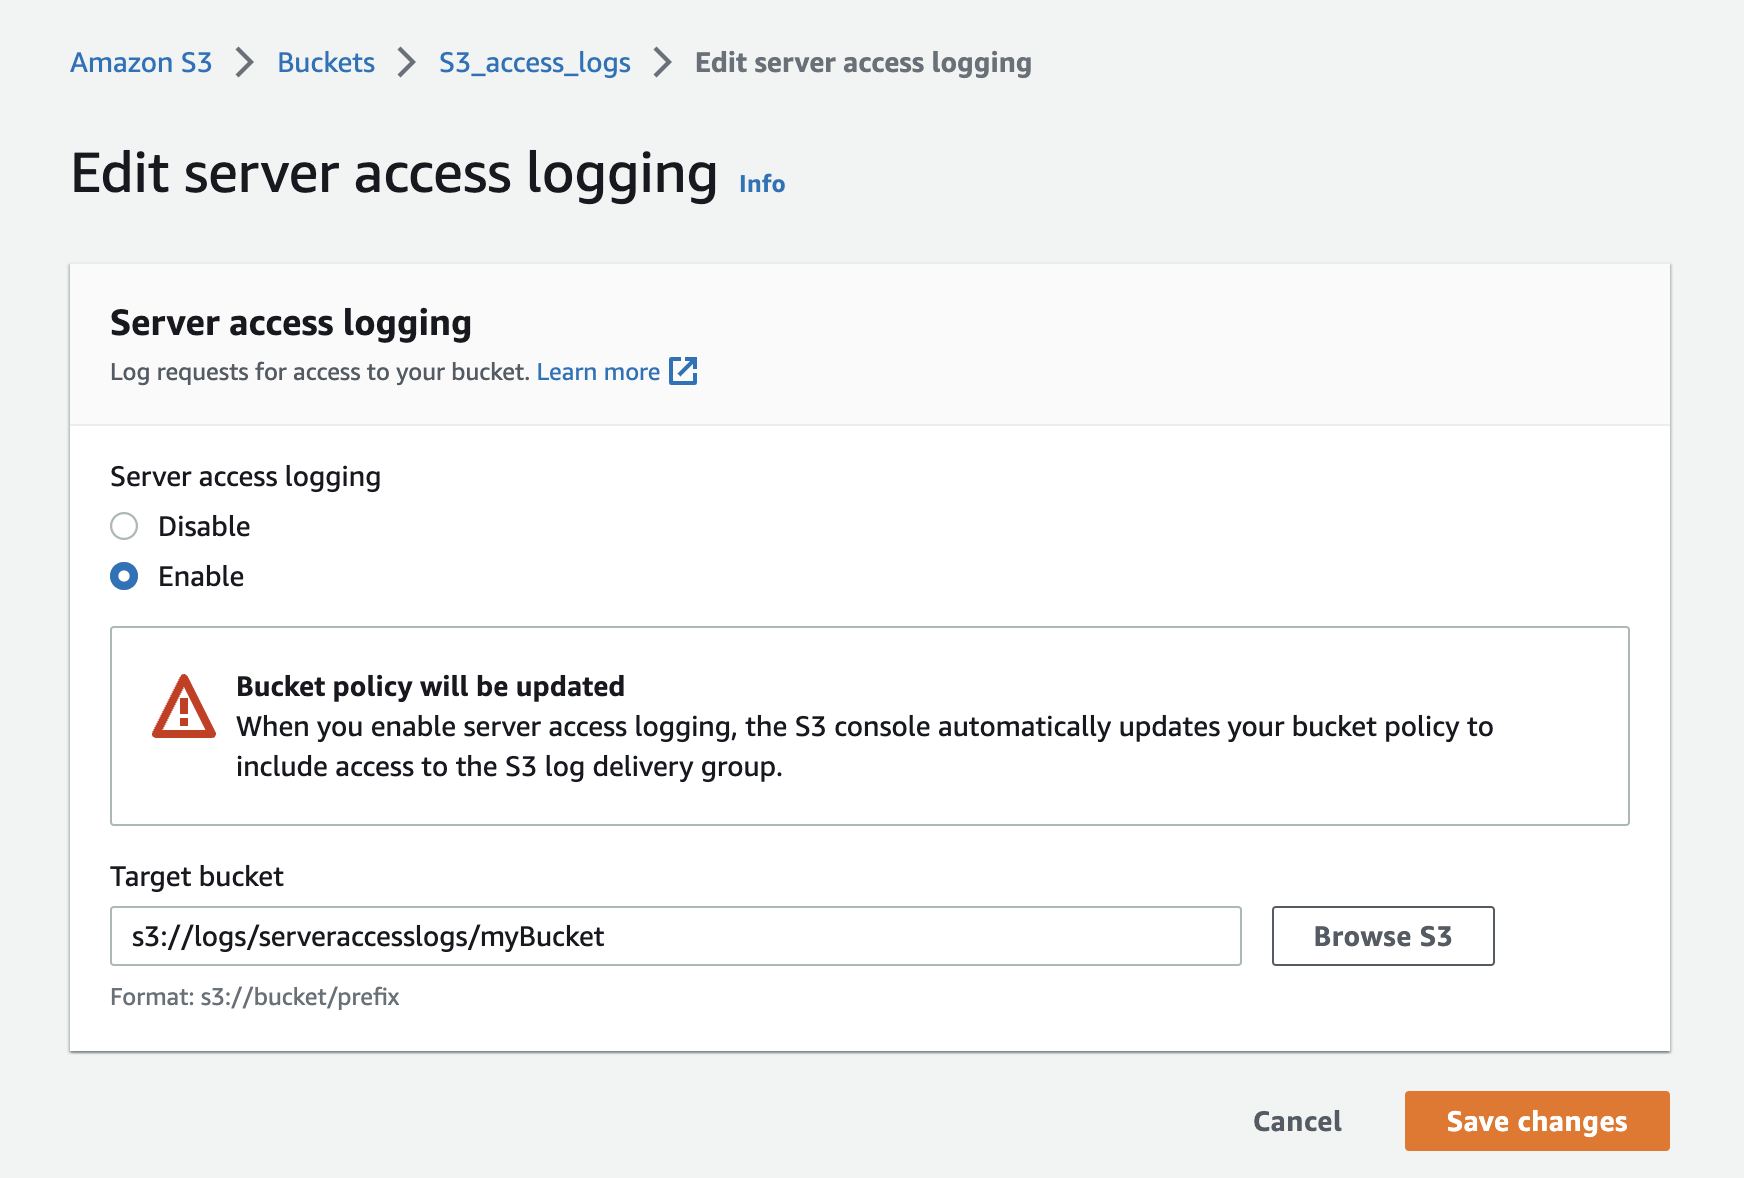 Amazon S3 > Buckets > S3_access_logs > Edit server access logging
Edit server access logging Info
Server access logging
Log requests for access to your bucket. Learn more
Server access logging
Disable
Enable
Bucket policy will be updated
When you enable server access logging, the S3 console automatically updates your bucket policy to
include access to the S3 log delivery group.
Target bucket
s3://logs/serveraccesslogs/myBucket
Browse S3
Format: s3://bucket/prefix
Cancel
Save changes